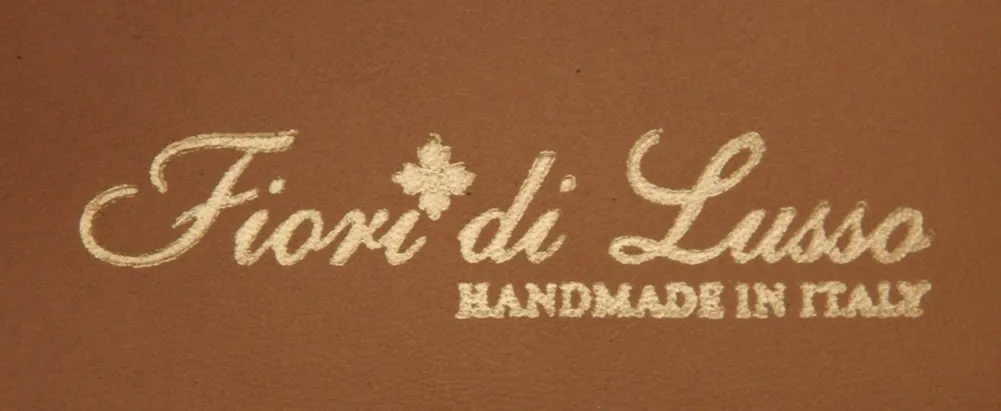 Fiori di Lusso
HANDMADE IN ITALY